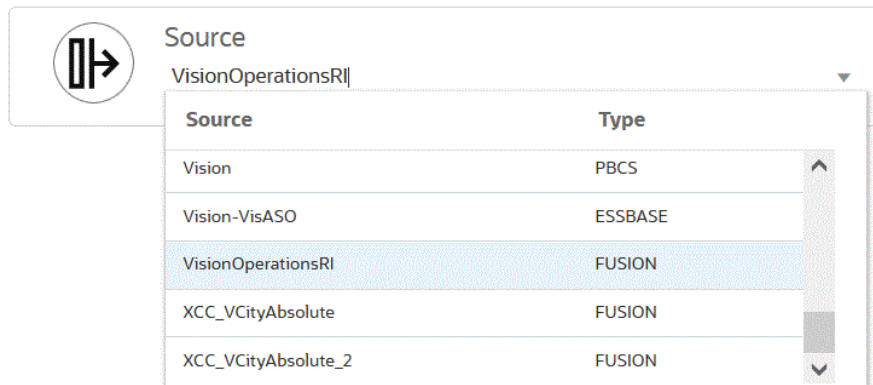 Source
VisionOperationsRI
Source Type
Vision PBCS
Vision-VisASO ESSBASE
VisionOperationsRI FUSION
XCC_VCityAbsolute FUSION
XCC_VCityAbsolute_2 FUSION